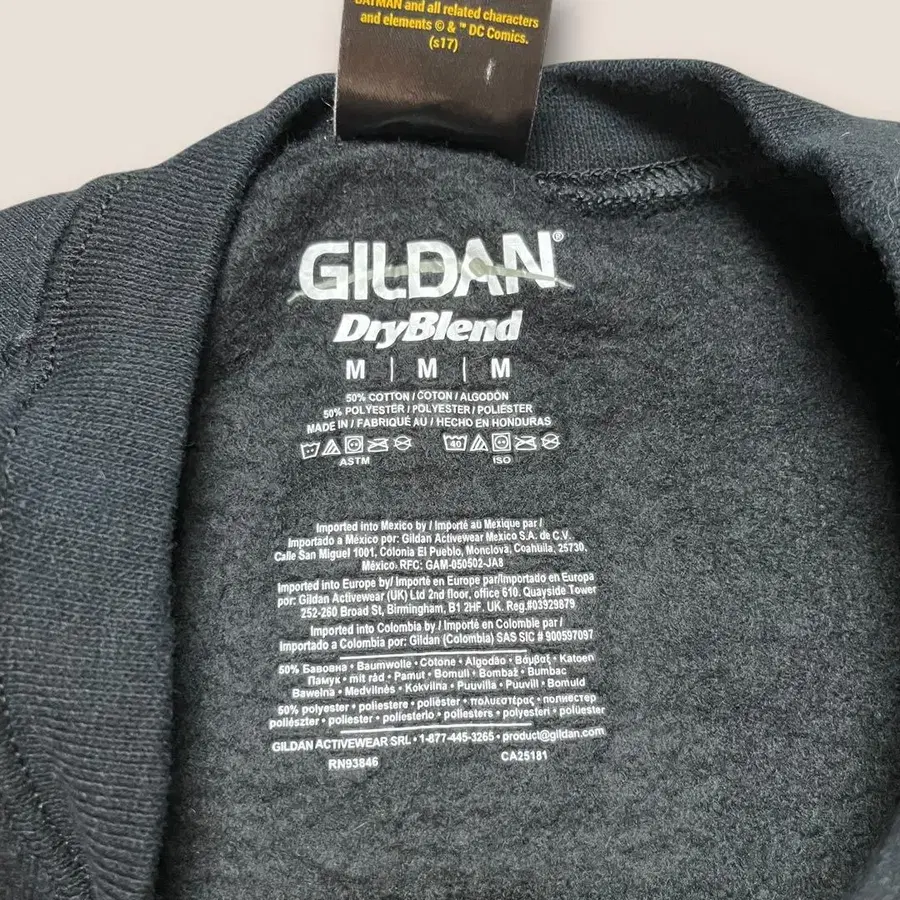 BATMAN and all related characters
and elements © & ™ DC Comics.
(s17)
GILDAN®
DryBlend
M | M | M
50% COTTON / COTON / ALGODÓN
50% POLYESTER / POLYESTER / POLIÉSTER
MADE IN / FABRIQUÉ AU / HECHO EN HONDURAS
40
ASTM ISO
Imported into Mexico by / Importé au Mexique par /
Importado a México por: Gildan Activewear Mexico S.A. de C.V.
Calle San Miguel 1001, Colonia El Pueblo, Monclova, Coahuila, 25730,
México. RFC: GAM-050502-JA8
Imported into Europe by/ Importé en Europe par/Importado en Europa
por: Gildan Activewear (UK) Ltd 2nd floor, office 610. Quayside Tower
252-260 Broad St, Birmingham, B1 2HF. UK. Reg.#03929879
Imported into Colombia by / Importé en Colombie par /
Importado a Colombia por: Gildan (Colombia) SAS SIC # 900597097
50% Бавовна • Baumwolle • Cotone • Algodão • Βάμβαξ • Katoen
Памук • mit råd • Pamut • Bomull • Bombaž • Bumbac
Bawełna • Medvilnės • Kokvilna • Puuvilla • Puuvill • Bomuld
50% polyester • poliestere • poliéster • πολυεστέρας • полиестер
poliészter • poliester • poliesterio • poliesters • polyesteri • polüester
GILDAN ACTIVEWEAR SRL • 1-877-445-3265 • product@gildan.com
RN93846 CA25181